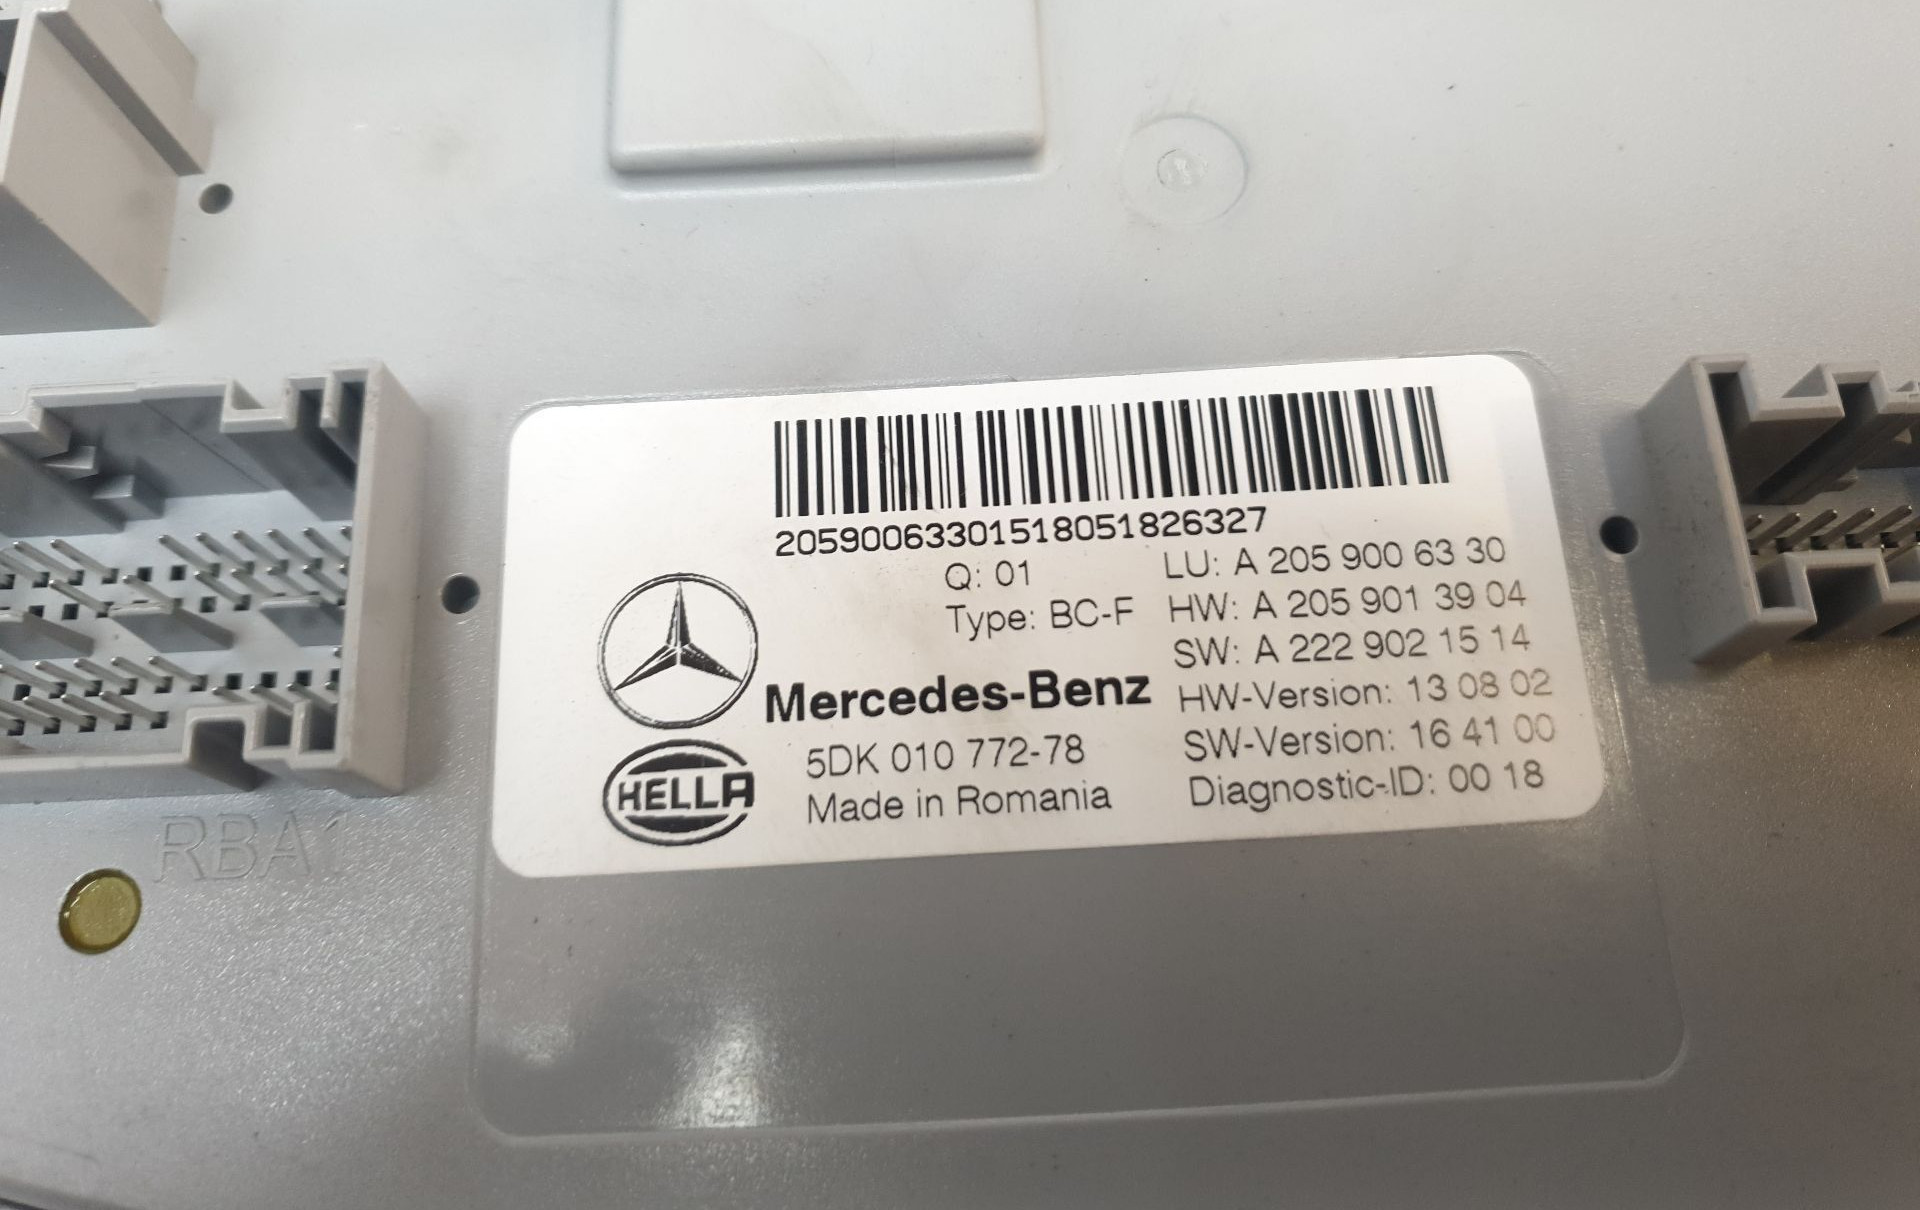 20590063301518051826327
Q: 01
Type: BC-F
LU: A 205 900 63 30
HW: A 205 901 39 04
SW: A 222 902 15 14
HW-Version: 13 08 02
SW-Version: 16 41 00
Diagnostic-ID: 00 18
Mercedes-Benz
5DK 010 772-78
Made in Romania
HELLA
RBA1